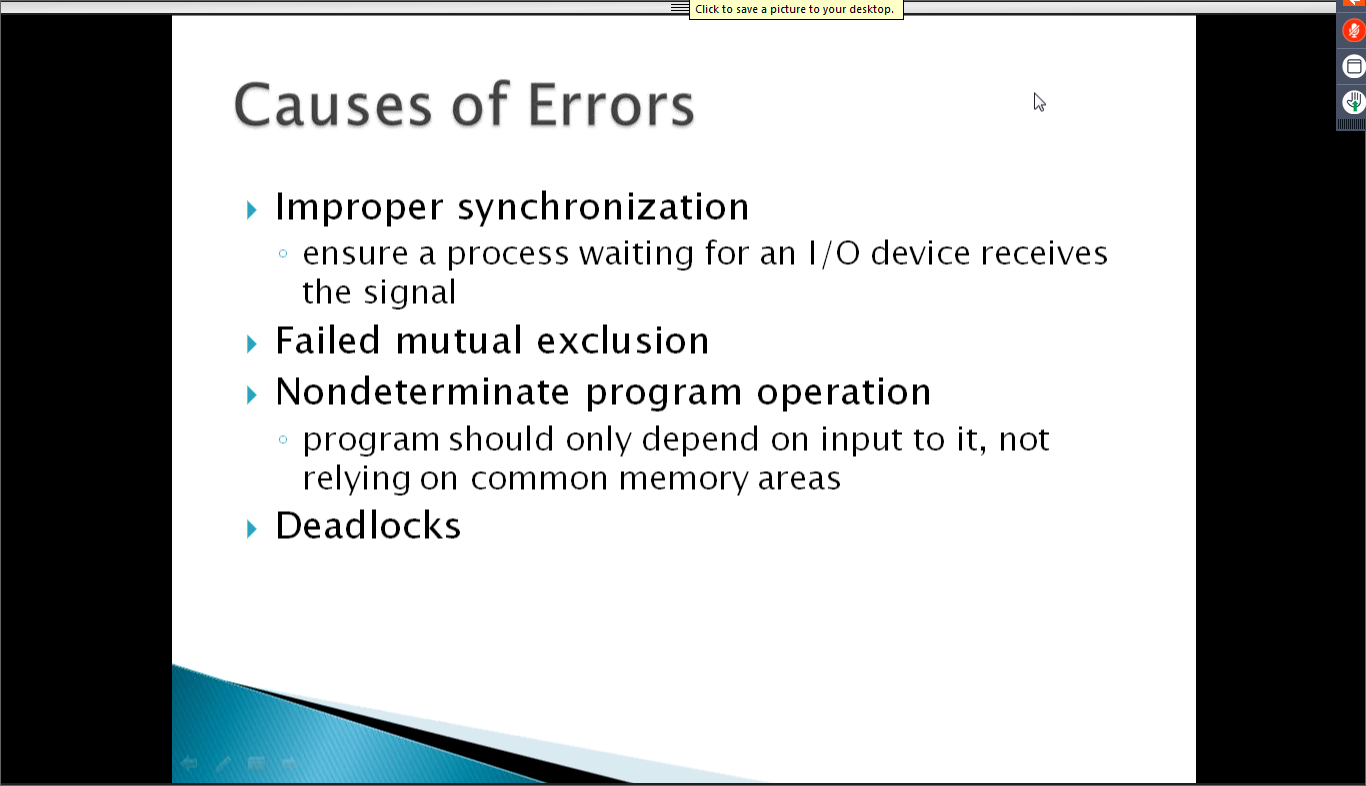 Click to save a picture to your desktop.
Causes of Errors
Improper synchronization
ensure a process waiting for an I/O device receives
the signal
Failed mutual exclusion
Nondeterminate program operation
program should only depend on input to it, not
relying on common memory areas
Deadlocks